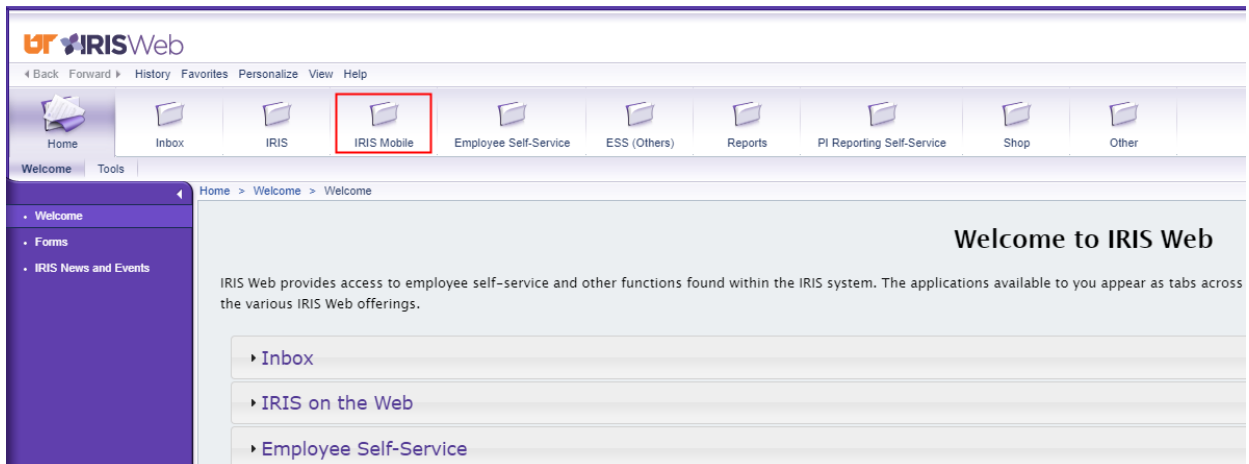 UT IRISWeb
Back Forward History Favorites Personalize View Help
Home Inbox IRIS IRIS Mobile Employee Self-Service ESS (Others) Reports PI Reporting Self-Service Shop Other
Welcome Tools
Home > Welcome > Welcome
• Welcome
• Forms
• IRIS News and Events
Welcome to IRIS Web
IRIS Web provides access to employee self-service and other functions found within the IRIS system. The applications available to you appear as tabs across
the various IRIS Web offerings.
Inbox
IRIS on the Web
Employee Self-Service